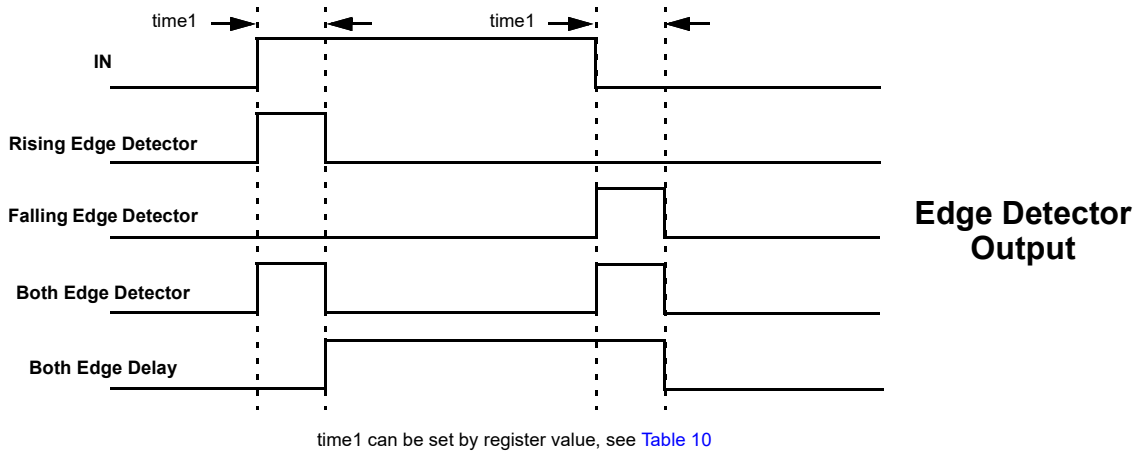 time1
time1
IN
Rising Edge Detector
Falling Edge Detector
Edge Detector
Output
Both Edge Detector
Both Edge Delay
time1 can be set by register value, see Table 10